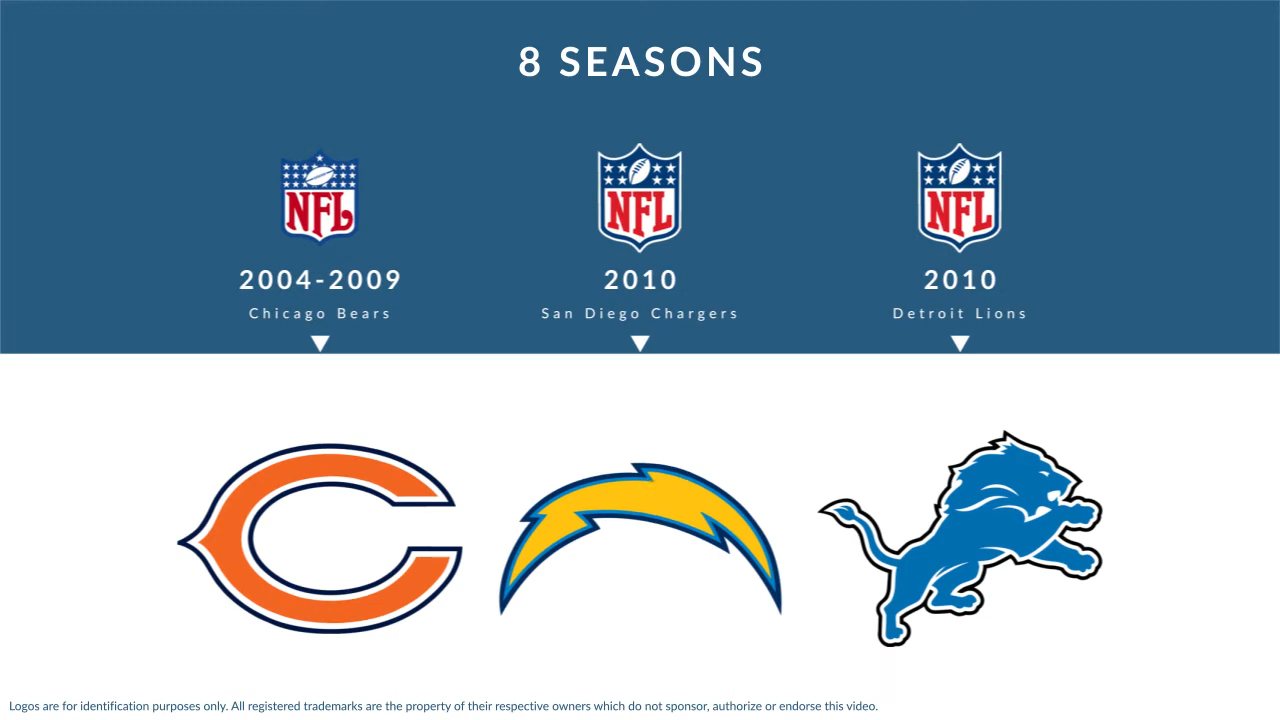 8 SEASONS
NFL NFL NFL
2004-2009 2010 2010
Chicago Bears San Diego Chargers Detroit Lions
Logos are for identification purposes only. All registered trademarks are the property of their respective owners which do not sponsor, authorize or endorse this video.